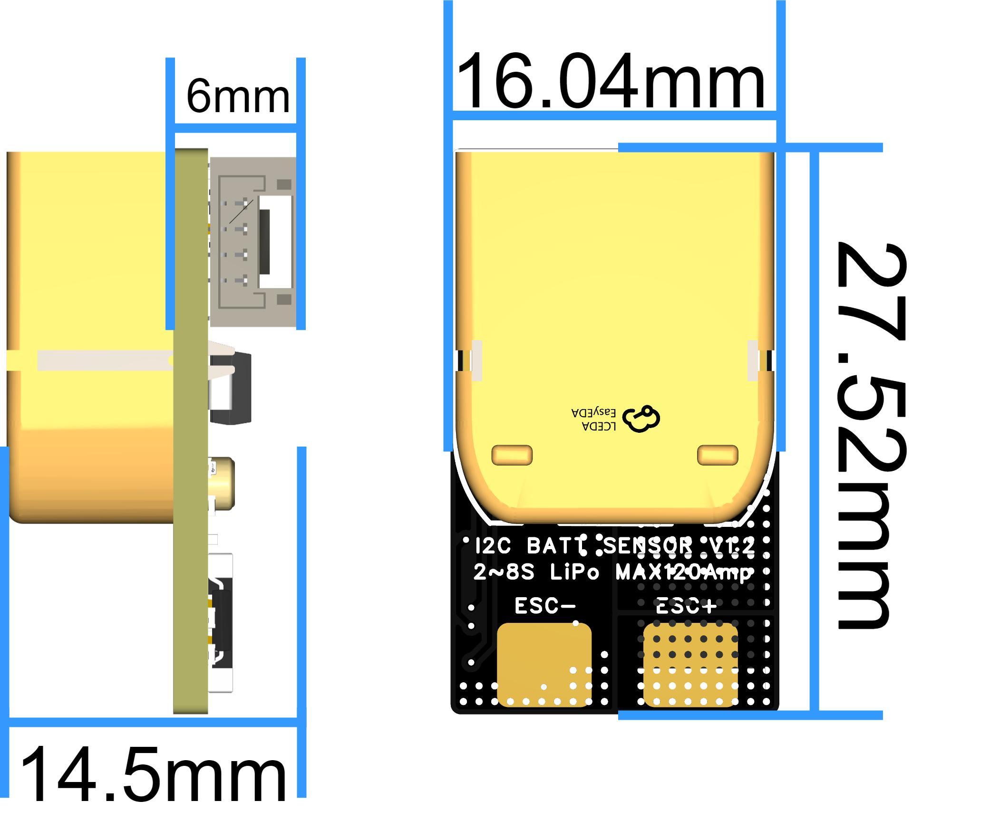 6mm
16.04mm
27.52mm
LCEDA
EasyEDA
I2C BATT SENSOR V1.2
2~8S LiPo MAX120Amp
ESC- ESC+
14.5mm